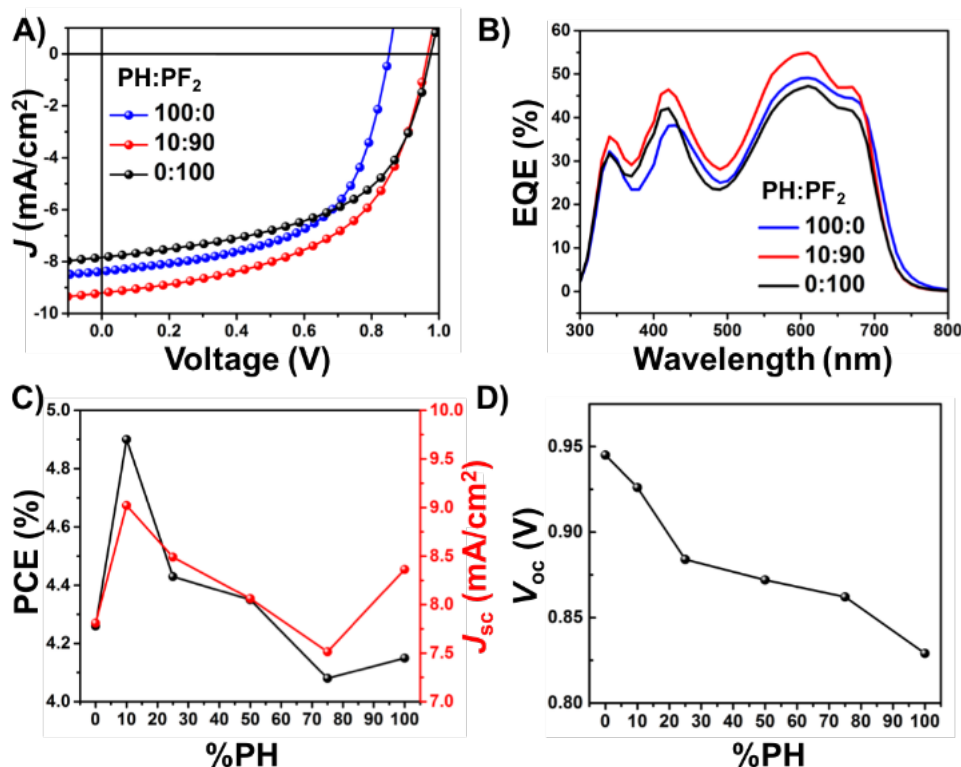 A)
PH:PF2
100:0
10:90
0:100
J (mA/cm2)
0
-2
-4
-6
-8
-10
0.0 0.2 0.4 0.6 0.8 1.0
Voltage (V)
B)
EQE (%)
60
50
40
30
20
10
0
PH:PF2
100:0
10:90
0:100
300 400 500 600 700 800
Wavelength (nm)
C)
PCE (%)
5.0
4.8
4.6
4.4
4.2
4.0
10.0
9.5
9.0
8.5
8.0
7.5
7.0
Jsc (mA/cm2)
0 10 20 30 40 50 60 70 80 90 100
%PH
D)
Voc (V)
0.95
0.90
0.85
0.80
0 10 20 30 40 50 60 70 80 90 100
%PH